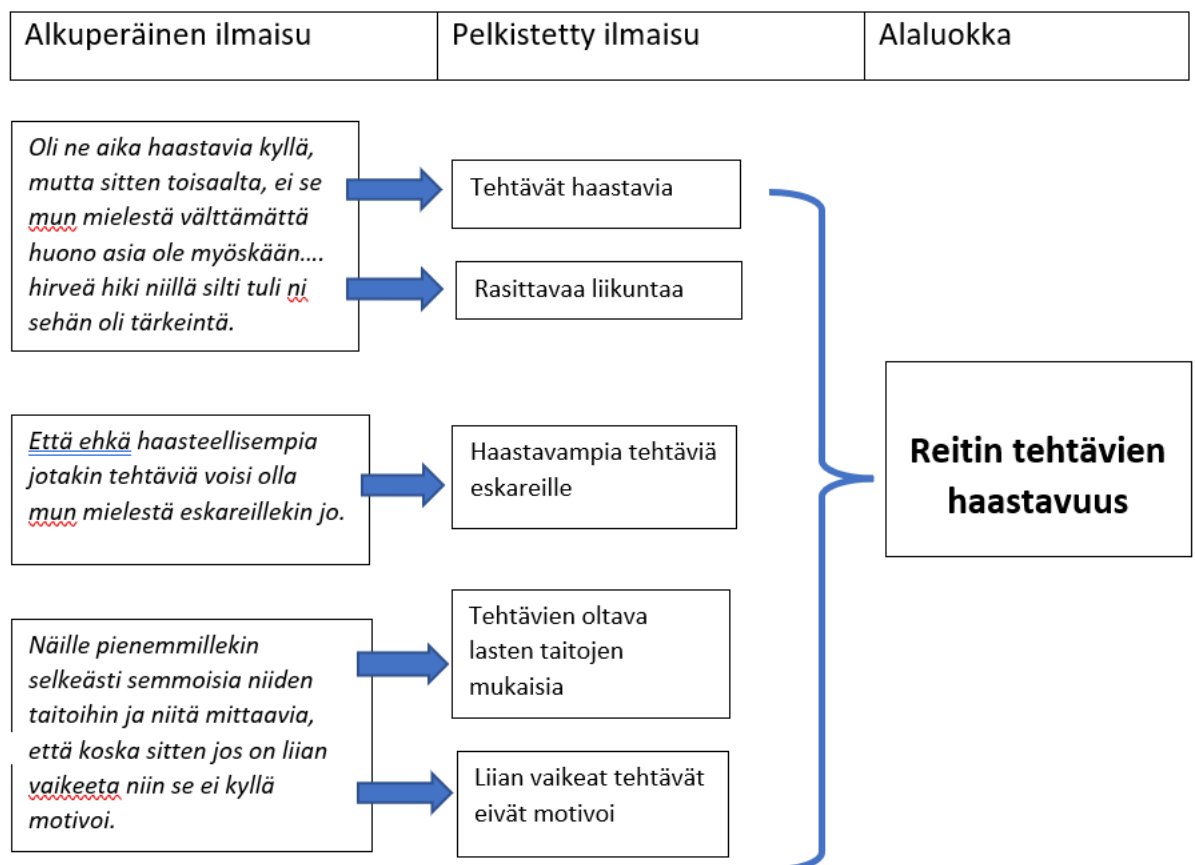 Alkuperäinen ilmaisu
Pelkistetty ilmaisu
Alaluokka
Oli ne aika haastavia kyllä,
mutta sitten toisaalta, ei se
mun mielestä välttämättä
huono asia ole myöskään....
hirveä hiki niillä silti tuli ni
sehän oli tärkeintä.
Tehtävät haastavia
Rasittavaa liikuntaa
Että ehkä haasteellisempia
jotakin tehtäviä voisi olla
mun mielestä eskareillekin jo.
Haastavampia tehtäviä
eskareille
Näille pienemmillekin
selkeästi semmoisia niiden
taitoihin ja niitä mittaavia,
että koska sitten jos on liian
vaikeeta niin se ei kyllä
motivoi.
Tehtävien oltava
lasten taitojen
mukaisia
Liian vaikeat tehtävät
eivät motivoi
Reitin tehtävien
haastavuus